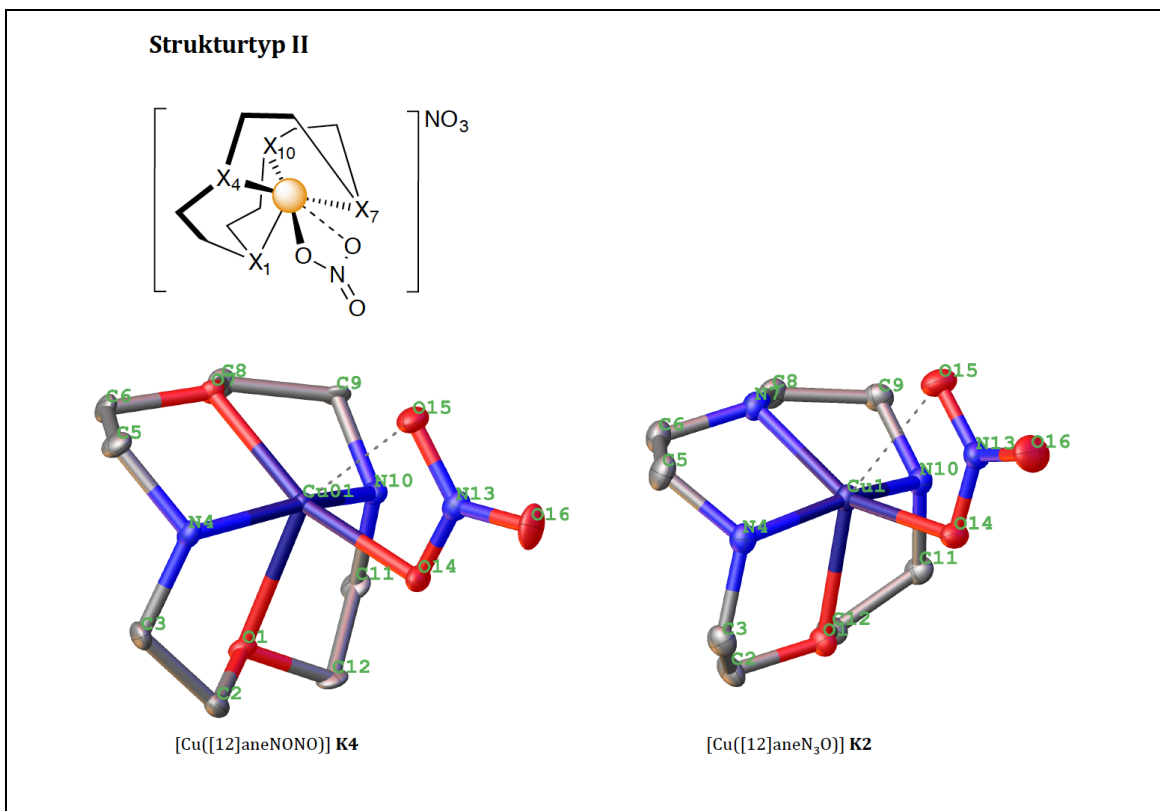 Strukturtyp II
NO3
X10
X4
X7
O
O
N
X1
O
C8
O7
C9
C6
O15
C5
Cu01
N10
N13
N4
O16
O14
C11
C3
O1
C12
C2
O15
C8
C9
N7
C6
N13
O16
C5
N10
Cu1
N4
O14
C11
C3
C12
O1
C2
[Cu([12]aneNONO)] K4
[Cu([12]aneN3O)] K2